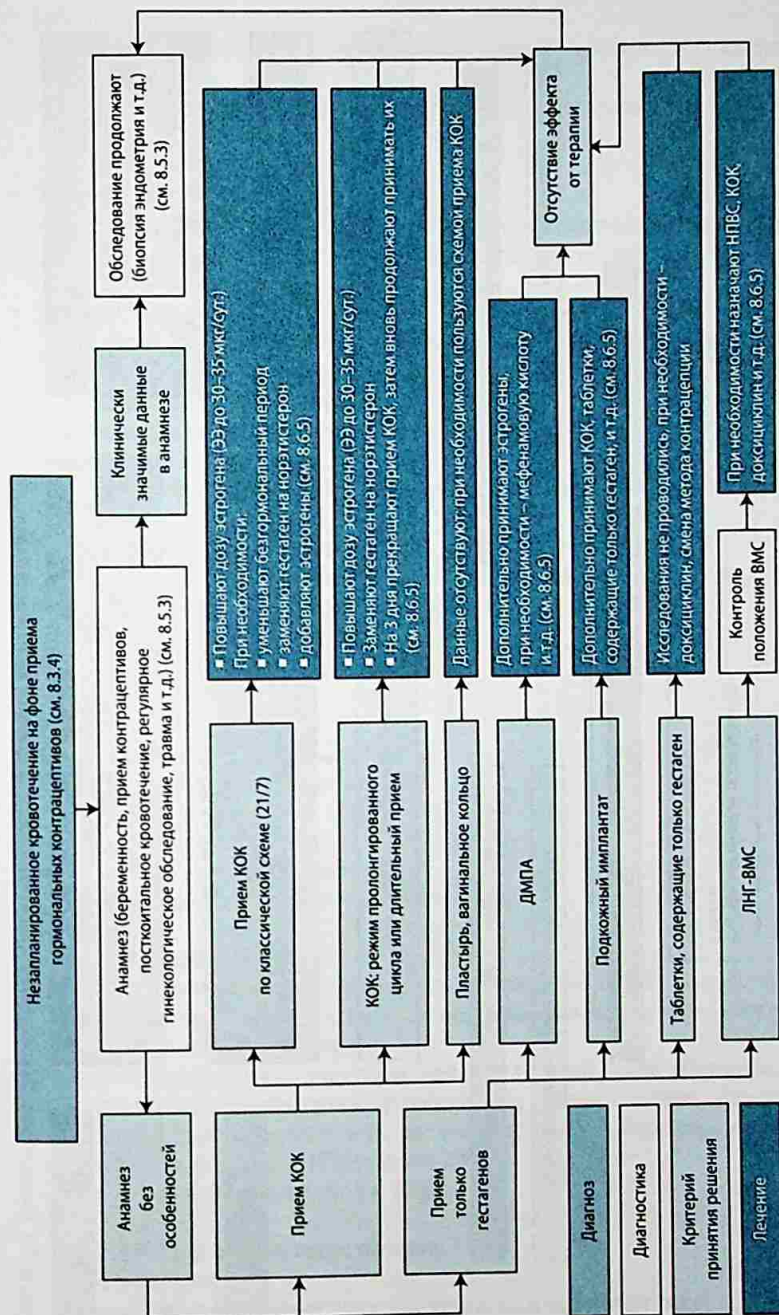 Незапланированное кровотечение на фоне приема
гормональных контрацептивов (см. 8.3.4)
Анамнез (беременность, прием контрацептивов,
посткоитальное кровотечение, регулярное
гинекологическое обследование, травма и т.д.) (см. 8.5.3)
Клинически
значимые данные
в анамнезе
Обследование продолжают
(биопсия эндометрия и т.д.)
(см. 8.5.3)
Анамнез
без
особенностей
Прием КОК
Прием КОК
по классической схеме (21/7)
■ Повышают дозу эстрогена (ЭЭ до 30–35 мкг/сут.)
При необходимости:
■ уменьшают безгормональный период
■ заменяют гестаген на норэтистерон
■ добавляют эстрогены (см. 8.6.5)
КОК: режим пролонгированного
цикла или длительный прием
■ Повышают дозу эстрогена (ЭЭ до 30–35 мкг/сут.)
■ Заменяют гестаген на норэтистерон
■ На 3 дня прекращают прием КОК, затем вновь продолжают принимать их
(см. 8.6.5)
Пластырь, вагинальное кольцо
Данные отсутствуют; при необходимости пользуются схемой приема КОК
Прием
только
гестагенов
ДМПА
Дополнительно принимают эстрогены,
при необходимости – мефенамовую кислоту
и т.д. (см. 8.6.5)
Подкожный имплантат
Дополнительно принимают КОК, таблетки,
содержащие только гестаген, и т.д. (см. 8.6.5)
Отсутствие эффекта
от терапии
Таблетки, содержащие только гестаген
Исследования не проводились, при необходимости –
доксициклин, смена метода контрацепции
ЛНГ-ВМС
Контроль
положения ВМС
При необходимости назначают НПВС, КОК,
доксициклин и т.д. (см. 8.6.5)
Диагноз
Диагностика
Критерий
принятия решения
Лечение